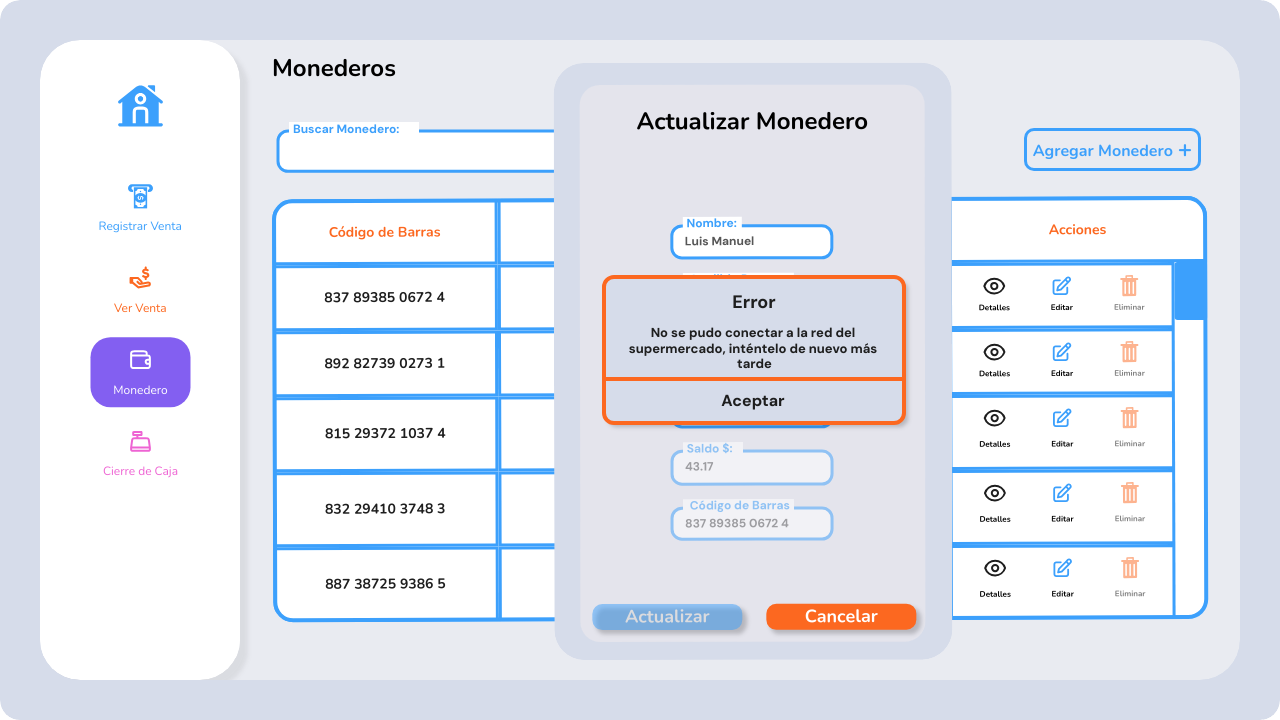 Monederos
Registrar Venta
Ver Venta
Monedero
Cierre de Caja
Buscar Monedero:
Agregar Monedero +
Código de Barras
Acciones
837 89385 0672 4
Detalles
Editar
Eliminar
892 82739 0273 1
Detalles
Editar
Eliminar
815 29372 1037 4
Detalles
Editar
Eliminar
832 29410 3748 3
Detalles
Editar
Eliminar
887 38725 9386 5
Detalles
Editar
Eliminar
Actualizar Monedero
Nombre:
Luis Manuel
Error
No se pudo conectar a la red del
supermercado, inténtelo de nuevo más
tarde
Aceptar
Saldo $:
43.17
Código de Barras
837 89385 0672 4
Actualizar
Cancelar